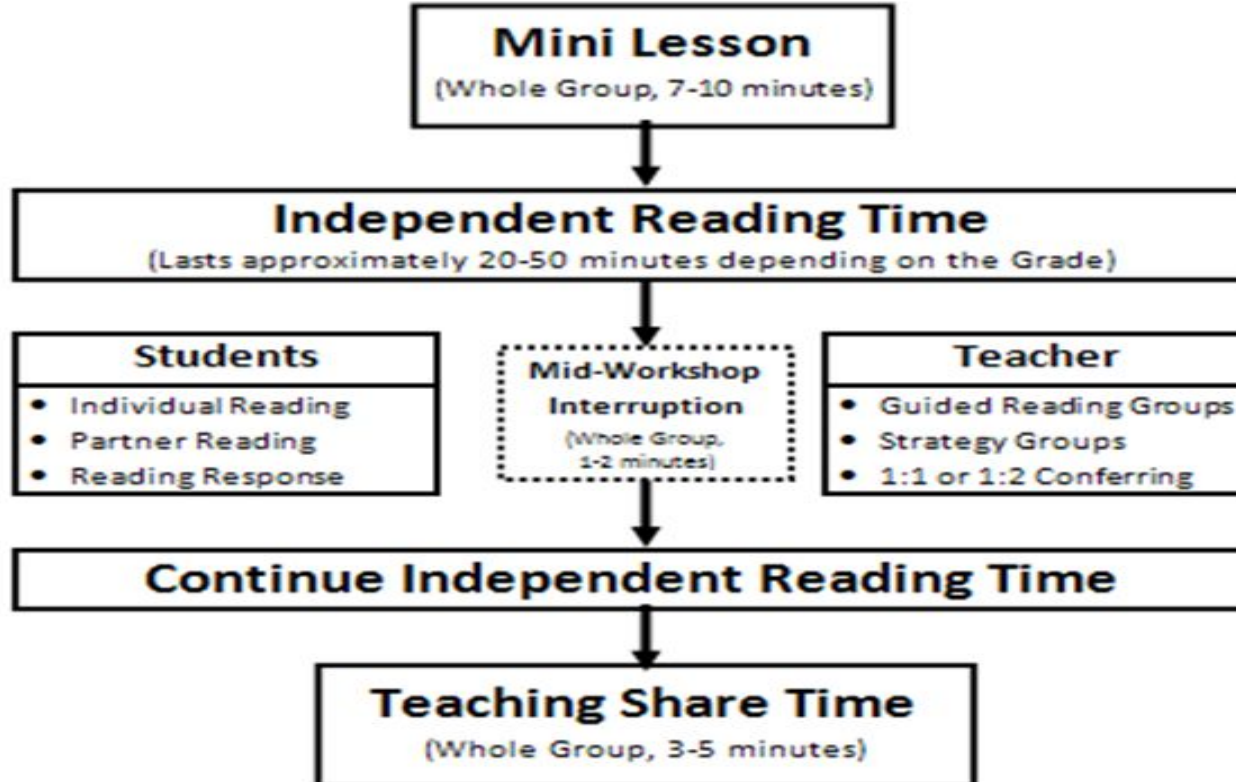 Mini Lesson
(Whole Group, 7-10 minutes)
Independent Reading Time
(Lasts approximately 20-50 minutes depending on the Grade)
Students
• Individual Reading
• Partner Reading
• Reading Response
Mid-Workshop
Interruption
(Whole Group,
1-2 minutes)
Teacher
• Guided Reading Groups
• Strategy Groups
• 1:1 or 1:2 Conferring
Continue Independent Reading Time
Teaching Share Time
(Whole Group, 3-5 minutes)